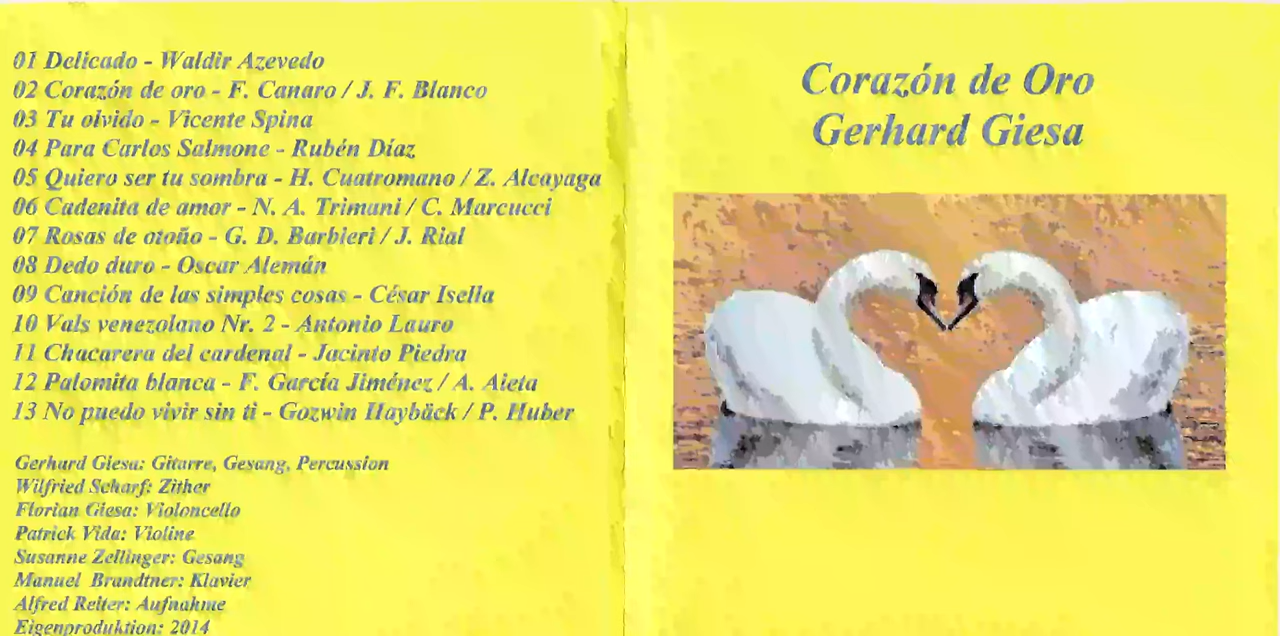 01 Delicado - Waldir Azevedo
02 Corazón de oro - F. Canaro / J. F. Blanco
03 Tu olvido - Vicente Spina
04 Para Carlos Salmone - Rubén Díaz
05 Quiero ser tu sombra - H. Cuatromano / Z. Alcayaga
06 Cadenita de amor - N. A. Trimani / C. Marcucci
07 Rosas de otoño - G. D. Barbieri / J. Rial
08 Dedo duro - Oscar Alemán
09 Canción de las simples cosas - César Isella
10 Vals venezolano Nr. 2 - Antonio Lauro
11 Chacarera del cardenal - Jacinto Piedra
12 Palomita blanca - F. García Jiménez / A. Aieta
13 No puedo vivir sin ti - Gozwin Haybäck / P. Huber
Gerhard Giesa: Gitarre, Gesang, Percussion
Wilfried Scharf: Zither
Florian Giesa: Violoncello
Patrick Vida: Violine
Susanne Zellinger: Gesang
Manuel Brandtner: Klavier
Alfred Reiter: Aufnahme
Eigenproduktion: 2014
Corazón de Oro
Gerhard Giesa